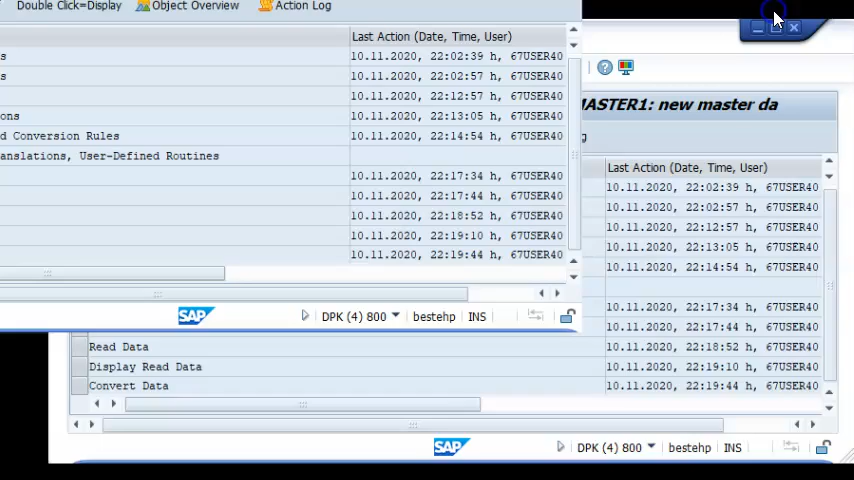 Double Click=Display Object Overview Action Log
Last Action (Date, Time, User)
s 10.11.2020, 22:02:39 h, 67USER40
s 10.11.2020, 22:02:57 h, 67USER40
10.11.2020, 22:12:57 h, 67USER40
ons 10.11.2020, 22:13:05 h, 67USER40
d Conversion Rules 10.11.2020, 22:14:54 h, 67USER40
anslations, User-Defined Routines
10.11.2020, 22:17:34 h, 67USER40
10.11.2020, 22:17:44 h, 67USER40
10.11.2020, 22:18:52 h, 67USER40
10.11.2020, 22:19:10 h, 67USER40
10.11.2020, 22:19:44 h, 67USER40
SAP DPK (4) 800 bestehp INS
MASTER1: new master da
g
Last Action (Date, Time, User)
10.11.2020, 22:02:39 h, 67USER40
10.11.2020, 22:02:57 h, 67USER40
10.11.2020, 22:12:57 h, 67USER40
10.11.2020, 22:13:05 h, 67USER40
10.11.2020, 22:14:54 h, 67USER40
10.11.2020, 22:17:34 h, 67USER40
10.11.2020, 22:17:44 h, 67USER40
Read Data 10.11.2020, 22:18:52 h, 67USER40
Display Read Data 10.11.2020, 22:19:10 h, 67USER40
Convert Data 10.11.2020, 22:19:44 h, 67USER40
SAP DPK (4) 800 bestehp INS